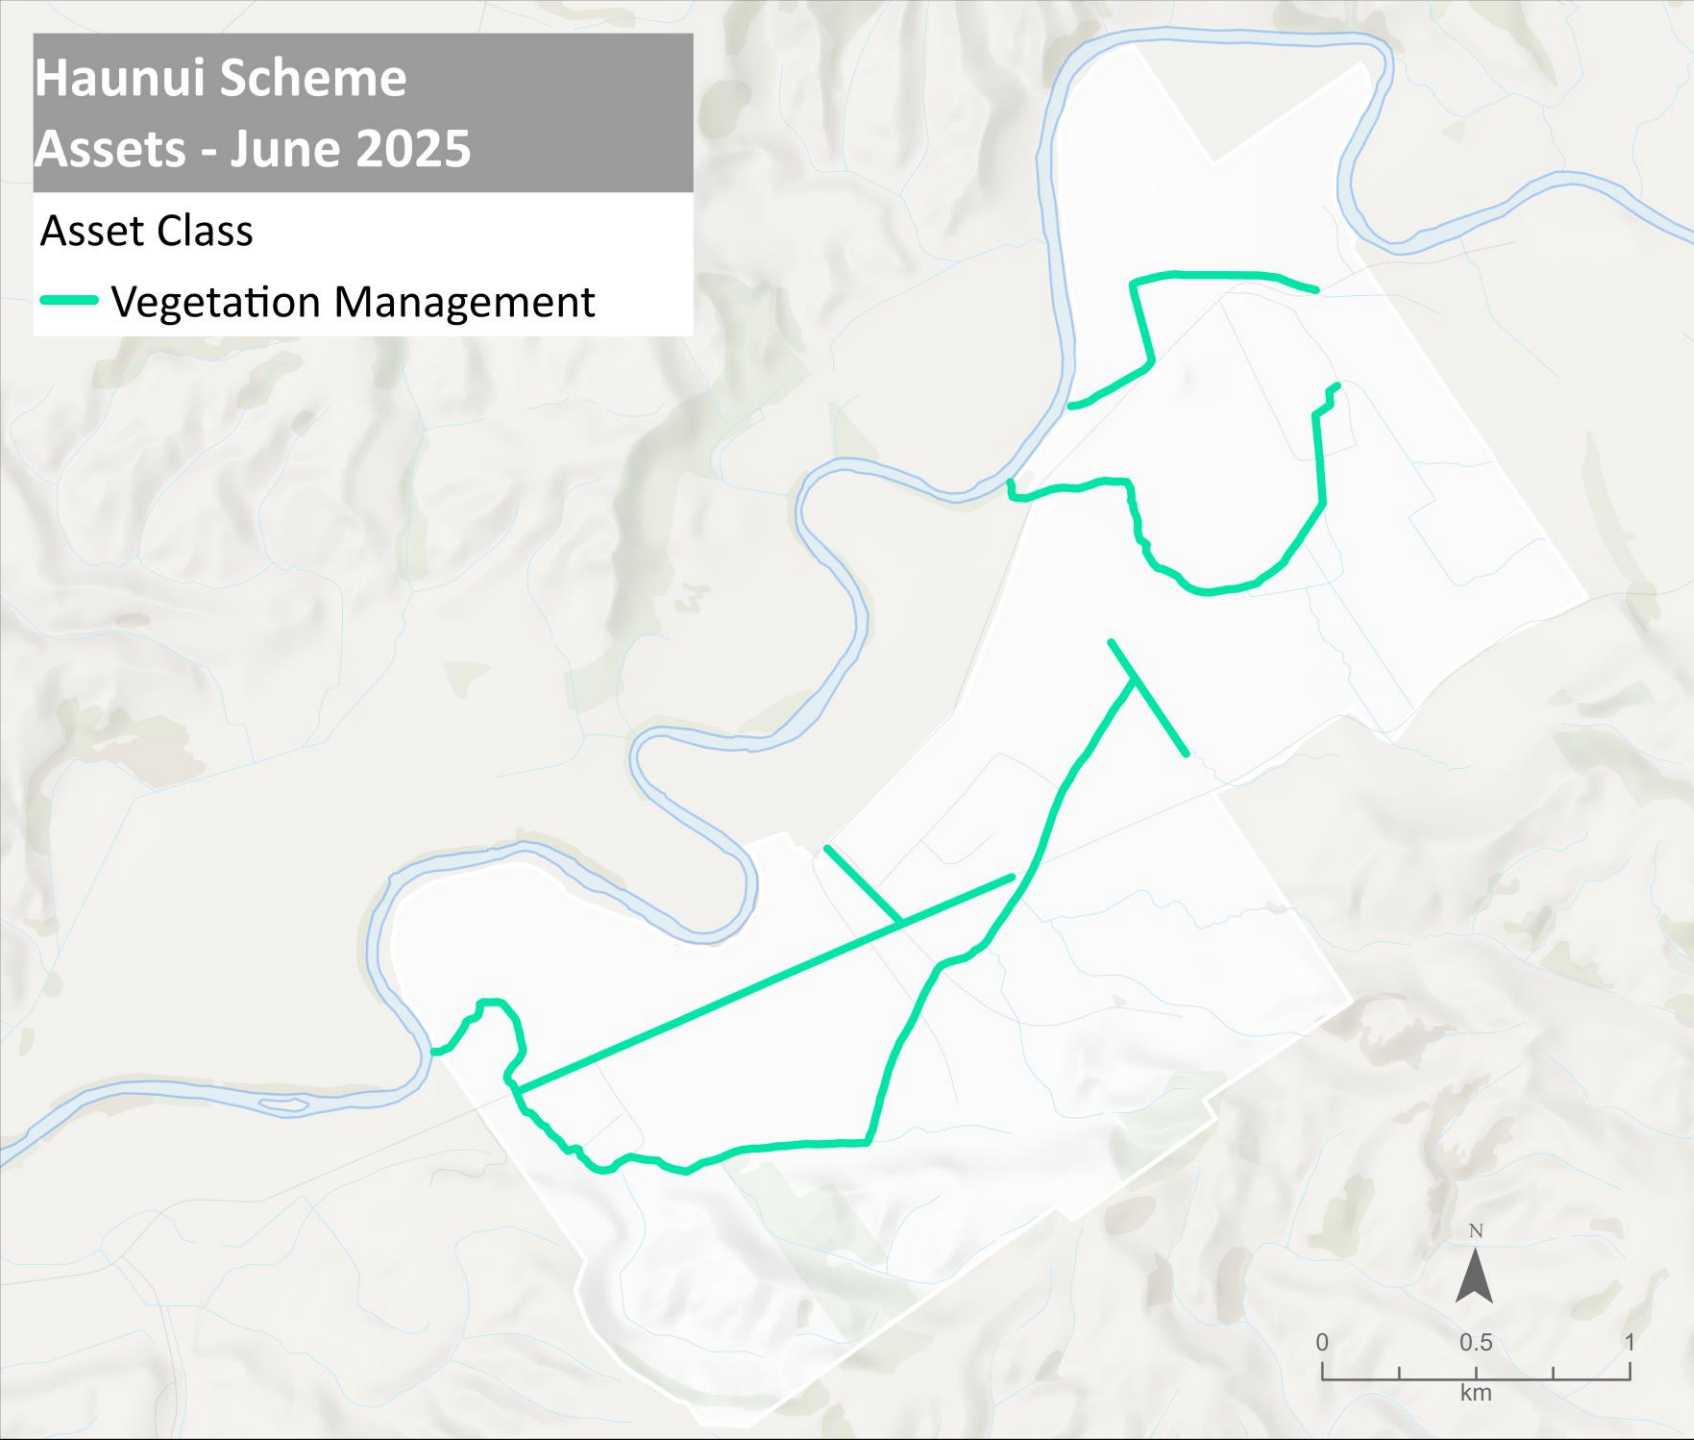 Haunui Scheme
Assets - June 2025
Asset Class
Vegetation Management
N
0 0.5 1
km